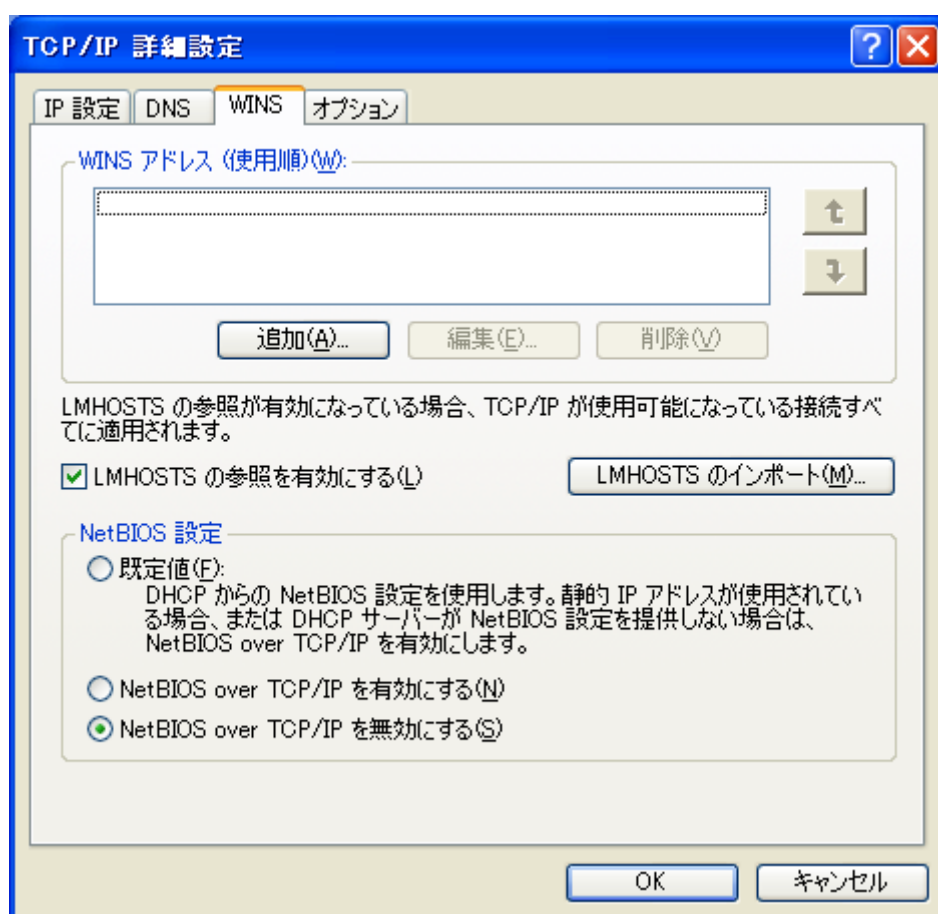 TCP/IP 詳細設定
IP 設定 DNS WINS オプション
WINS アドレス (使用順)(W):
追加(A)... 編集(E)... 削除(V)
LMHOSTS の参照が有効になっている場合、TCP/IP が使用可能になっている接続すべ
てに適用されます。
LMHOSTS の参照を有効にする(L) LMHOSTS のインポート(M)...
NetBIOS 設定
既定値(F):
DHCP からの NetBIOS 設定を使用します。静的 IP アドレスが使用されてい
る場合、または DHCP サーバーが NetBIOS 設定を提供しない場合は、
NetBIOS over TCP/IP を有効にします。
NetBIOS over TCP/IP を有効にする(N)
NetBIOS over TCP/IP を無効にする(S)
OK キャンセル